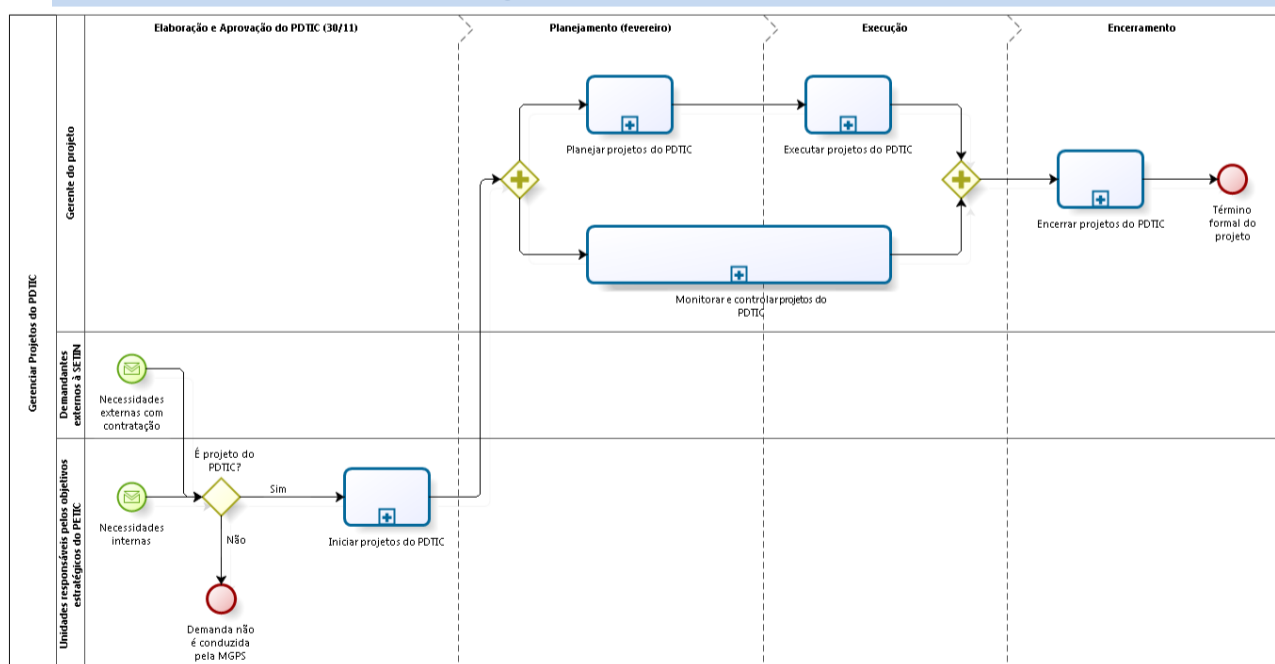 Elaboração e Aprovação do PDTIC (30/11)
Planejamento (fevereiro)
Execução
Encerramento
Gerenciar Projetos do PDTIC
Gerente do projeto
Planejar projetos do PDTIC
Executar projetos do PDTIC
Encerrar projetos do PDTIC
Término
formal do
projeto
Monitorar e controlar projetos do
PDTIC
Demandantes
externos à SETIN
Necessidades
externas com
contratação
Unidades responsáveis pelos objetivos
estratégicos do PETIC
É projeto do
PDTIC?
Sim
Necessidades
internas
Não
Iniciar projetos do PDTIC
Demanda não
é conduzida
pela MGPS